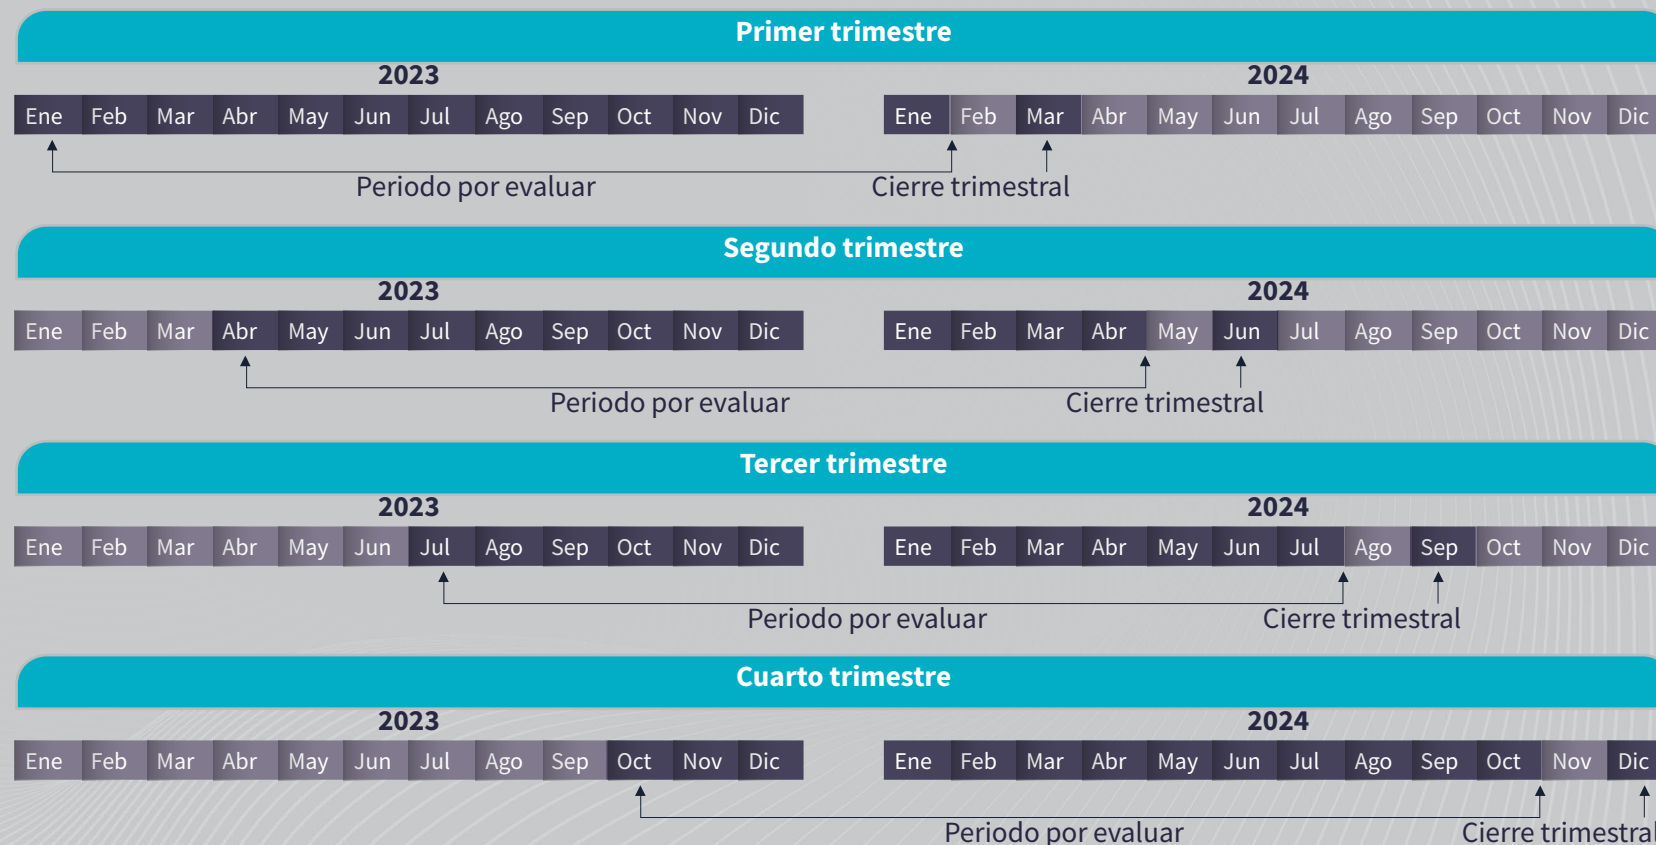 Primer trimestre
2023 2024
Ene Feb Mar Abr May Jun Jul Ago Sep Oct Nov Dic Ene Feb Mar Abr May Jun Jul Ago Sep Oct Nov Dic
Periodo por evaluar Cierre trimestral
Segundo trimestre
2023 2024
Ene Feb Mar Abr May Jun Jul Ago Sep Oct Nov Dic Ene Feb Mar Abr May Jun Jul Ago Sep Oct Nov Dic
Periodo por evaluar Cierre trimestral
Tercer trimestre
2023 2024
Ene Feb Mar Abr May Jun Jul Ago Sep Oct Nov Dic Ene Feb Mar Abr May Jun Jul Ago Sep Oct Nov Dic
Periodo por evaluar Cierre trimestral
Cuarto trimestre
2023 2024
Ene Feb Mar Abr May Jun Jul Ago Sep Oct Nov Dic Ene Feb Mar Abr May Jun Jul Ago Sep Oct Nov Dic
Periodo por evaluar Cierre trimestral